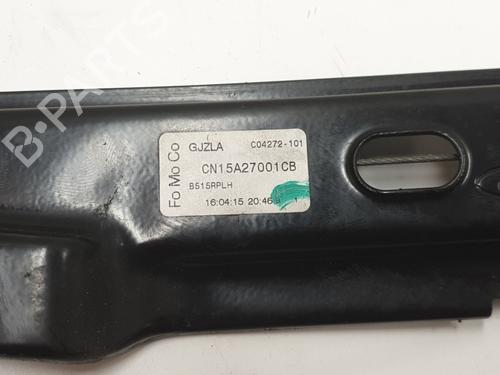 B-PARTS
Fo Mo Co
GJZLA C04272-101
CN15A27001CB
B515RPLH
16:04:15 20:46